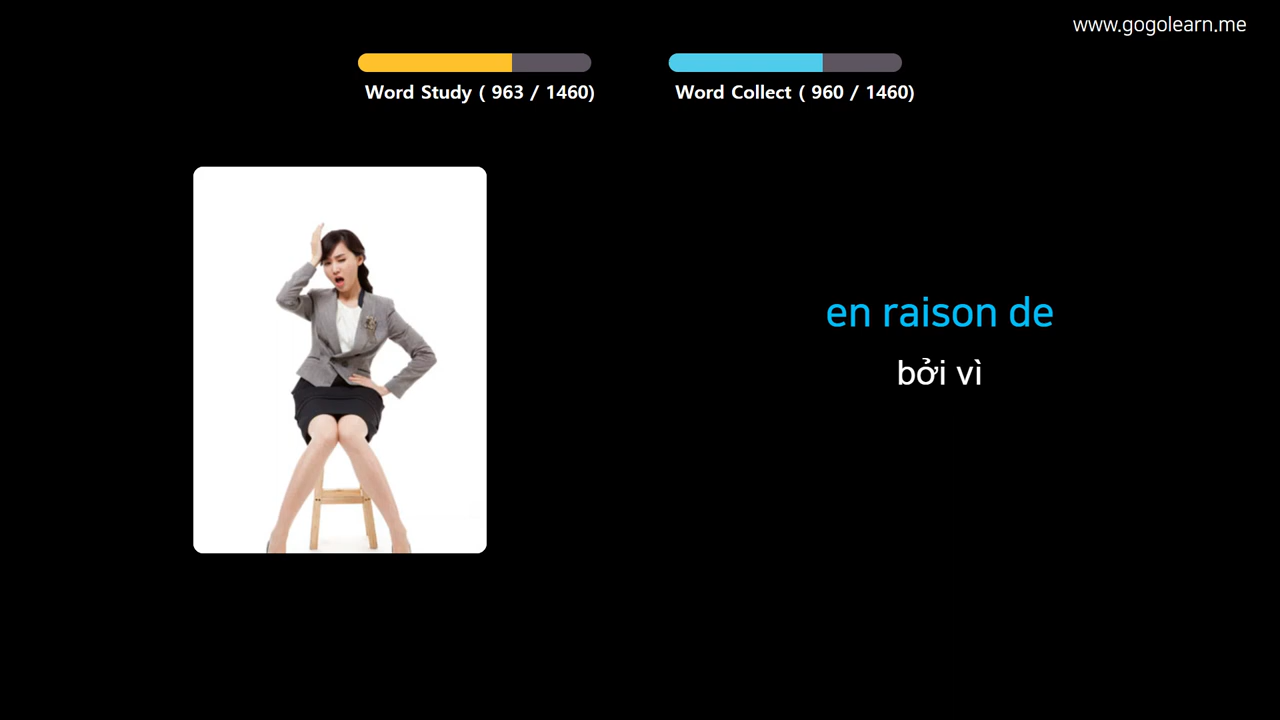 www.gogolearn.me
Word Study ( 963 / 1460)
Word Collect ( 960 / 1460)
en raison de
bởi vì